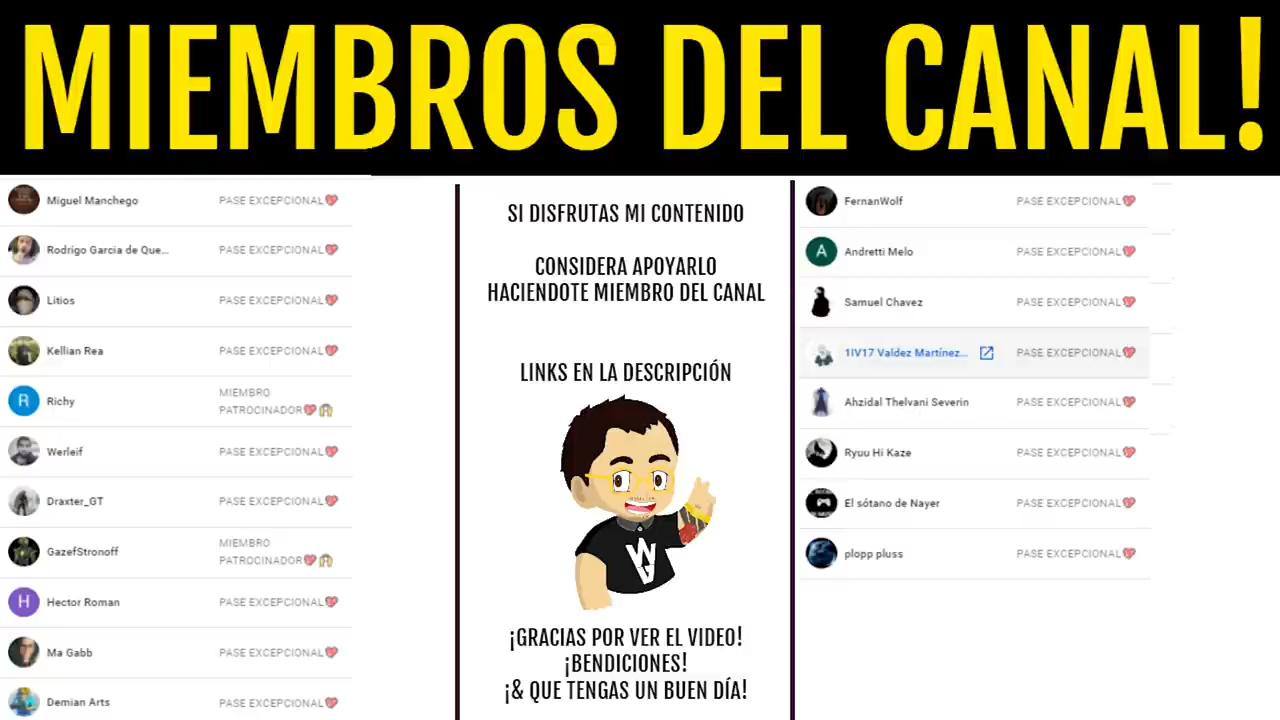 MIEMBROS DEL CANAL!
Miguel Manchego PASE EXCEPCIONAL💖
Rodrigo Garcia de Que... PASE EXCEPCIONAL💖
Litios PASE EXCEPCIONAL💖
Kellian Rea PASE EXCEPCIONAL💖
R Richy MIEMBRO
PATROCINADOR💖🙌
Werleif PASE EXCEPCIONAL💖
Draxter_GT PASE EXCEPCIONAL💖
GazefStronoff MIEMBRO
PATROCINADOR💖🙌
H Hector Roman PASE EXCEPCIONAL💖
Ma Gabb PASE EXCEPCIONAL💖
Demian Arts PASE EXCEPCIONAL💖
SI DISFRUTAS MI CONTENIDO
CONSIDERA APOYARLO
HACIENDOTE MIEMBRO DEL CANAL
LINKS EN LA DESCRIPCIÓN
¡GRACIAS POR VER EL VIDEO!
¡BENDICIONES!
¡& QUE TENGAS UN BUEN DÍA!
FernanWolf PASE EXCEPCIONAL💖
A Andretti Melo PASE EXCEPCIONAL💖
Samuel Chavez PASE EXCEPCIONAL💖
1IV17 Valdez Martínez... PASE EXCEPCIONAL💖
Ahzidal Thelvani Severin PASE EXCEPCIONAL💖
Ryuu Hi Kaze PASE EXCEPCIONAL💖
El sótano de Nayer PASE EXCEPCIONAL💖
plopp pluss PASE EXCEPCIONAL💖